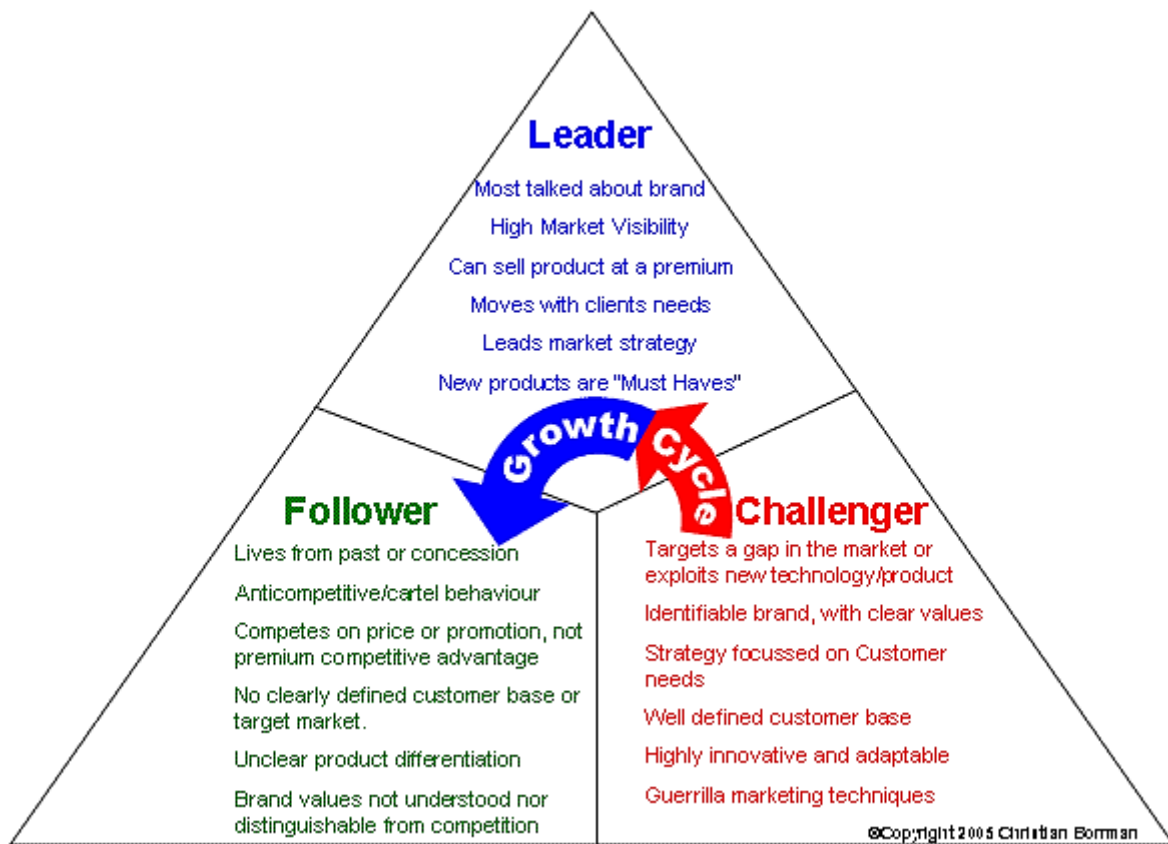 Leader
Most talked about brand
High Market Visibility
Can sell product at a premium
Moves with clients needs
Leads market strategy
New products are "Must Haves"
Growth Cycle
Follower
Lives from past or concession
Anticompetitive/cartel behaviour
Competes on price or promotion, not
premium competitive advantage
No clearly defined customer base or
target market.
Unclear product differentiation
Brand values not understood nor
distinguishable from competition
Challenger
Targets a gap in the market or
exploits new technology/product
Identifiable brand, with clear values
Strategy focussed on Customer
needs
Well defined customer base
Highly innovative and adaptable
Guerrilla marketing techniques
©Copyright 2005 Christian Borrman